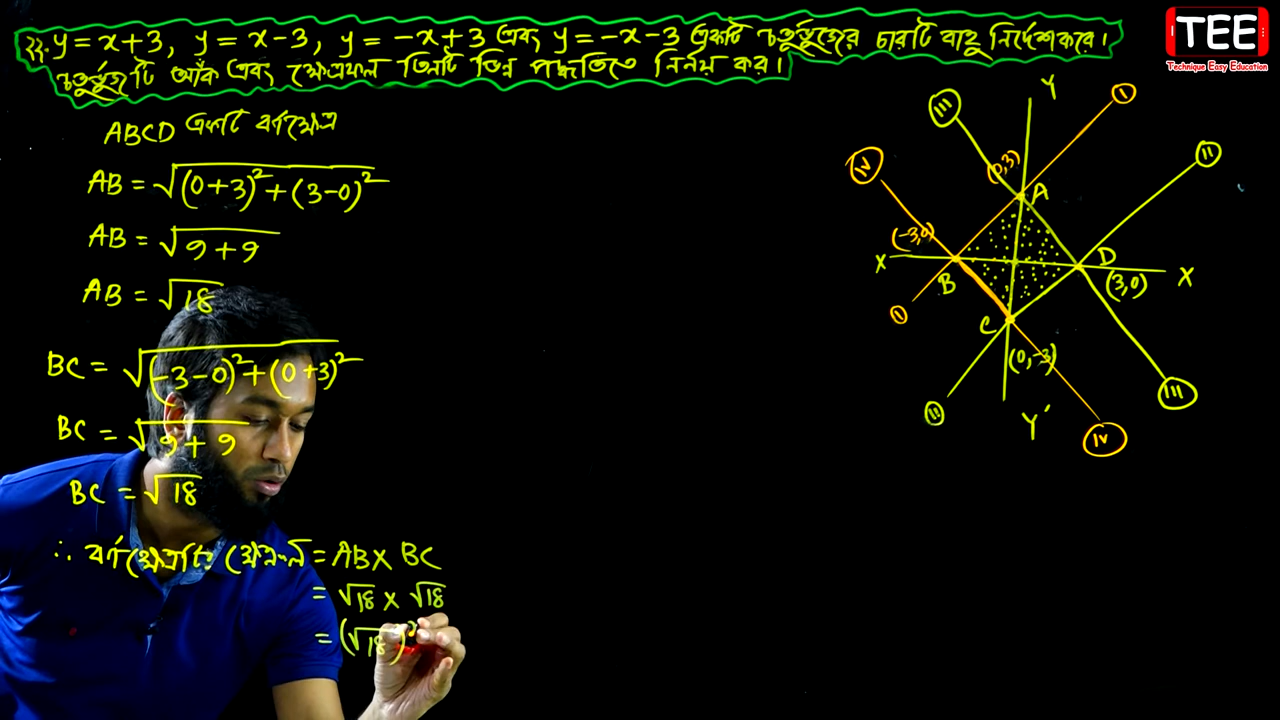 ২২. y = x + 3, y = x - 3, y = -x + 3 এবং y = -x - 3 একটি চতুর্ভুজের চারটি বাহু নির্দেশ করে।
চতুর্ভুজটি আঁক এবং ক্ষেত্রফল তিনটি ভিন্ন পদ্ধতিতে নির্ণয় কর।
TEE
Technique Easy Education
ABCD একটি বর্গক্ষেত্র
AB = √(0+3)² + (3-0)²
AB = √9 + 9
AB = √18
BC = √(-3-0)² + (0+3)²
BC = √9 + 9
BC = √18
∴ বর্গক্ষেত্রটির ক্ষেত্রফল = AB × BC
= √18 × √18
= (√18)²
Y
I
III
II
IV
(0,3)
A
(-3,0)
X
B
D
X
(3,0)
I
C
(0,-3)
II
III
Y′
IV